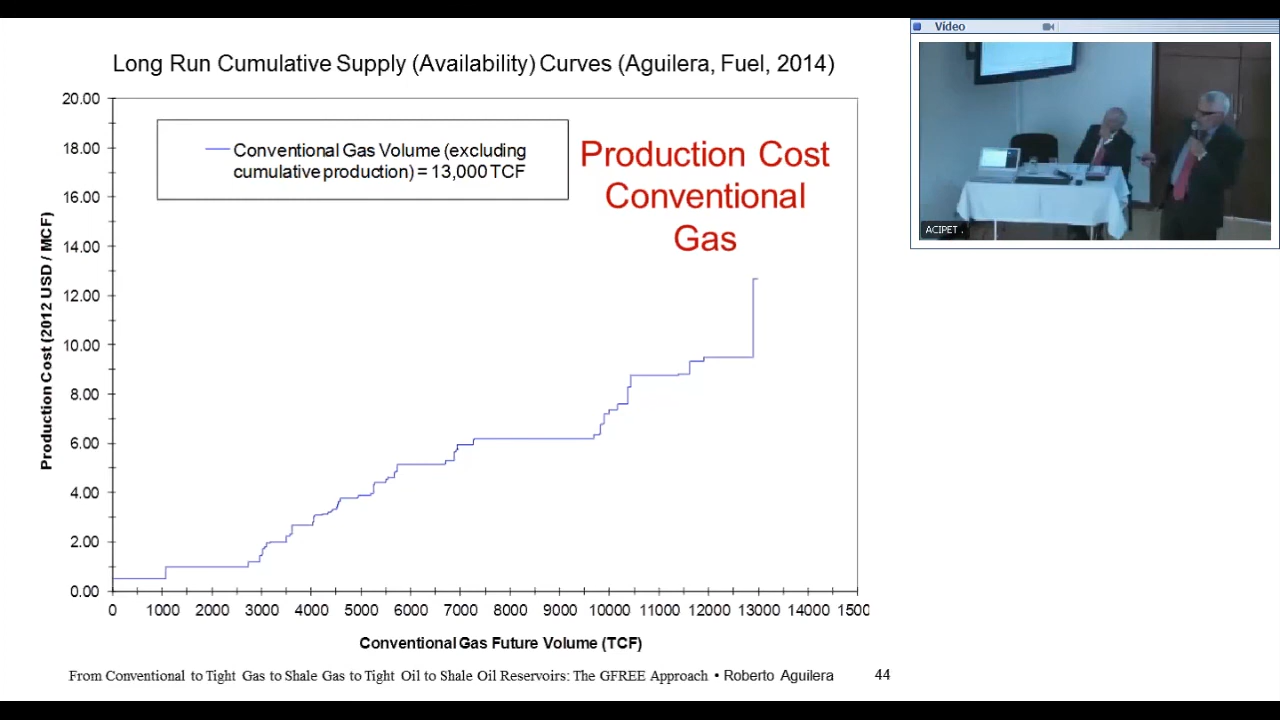 Long Run Cumulative Supply (Availability) Curves (Aguilera, Fuel, 2014)
Vídeo
ACIPET .
20.00
18.00
16.00
14.00
12.00
10.00
8.00
6.00
4.00
2.00
0.00
Production Cost (2012 USD / MCF)
Conventional Gas Volume (excluding
cumulative production) = 13,000 TCF
Production Cost
Conventional
Gas
0 1000 2000 3000 4000 5000 6000 7000 8000 9000 10000 11000 12000 13000 14000 1500
Conventional Gas Future Volume (TCF)
From Conventional to Tight Gas to Shale Gas to Tight Oil to Shale Oil Reservoirs: The GFREE Approach • Roberto Aguilera 44